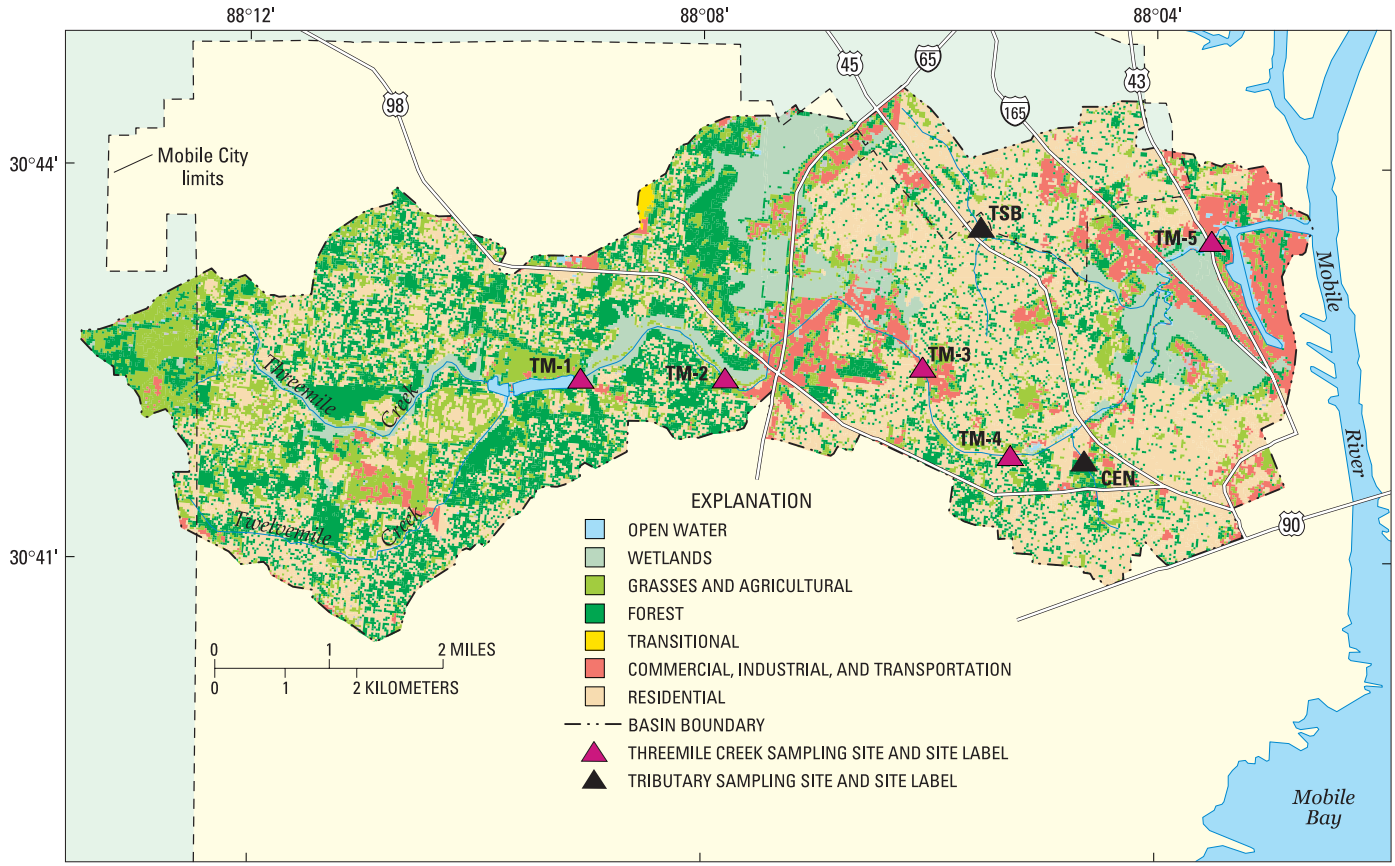 88°12' 88°08' 88°04'
45 65 43
98 165
30°44'
Mobile City
limits
TSB
TM-5
Mobile
River
Threemile
Creek
TM-1
TM-2
TM-3
TM-4
CEN
Twelvemile
Creek
90
30°41'
0 1 2 MILES
0 1 2 KILOMETERS
EXPLANATION
OPEN WATER
WETLANDS
GRASSES AND AGRICULTURAL
FOREST
TRANSITIONAL
COMMERCIAL, INDUSTRIAL, AND TRANSPORTATION
RESIDENTIAL
BASIN BOUNDARY
THREEMILE CREEK SAMPLING SITE AND SITE LABEL
TRIBUTARY SAMPLING SITE AND SITE LABEL
Mobile
Bay